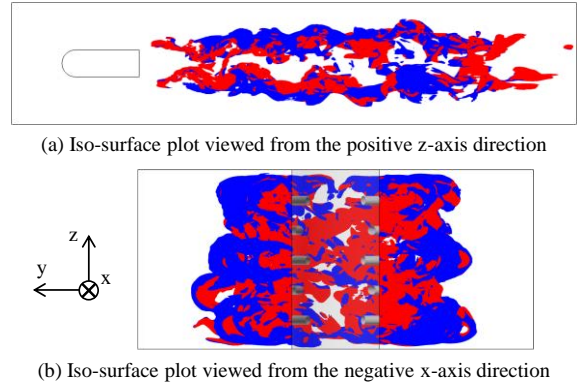 (a) Iso-surface plot viewed from the positive z-axis direction
z
y
x
(b) Iso-surface plot viewed from the negative x-axis direction